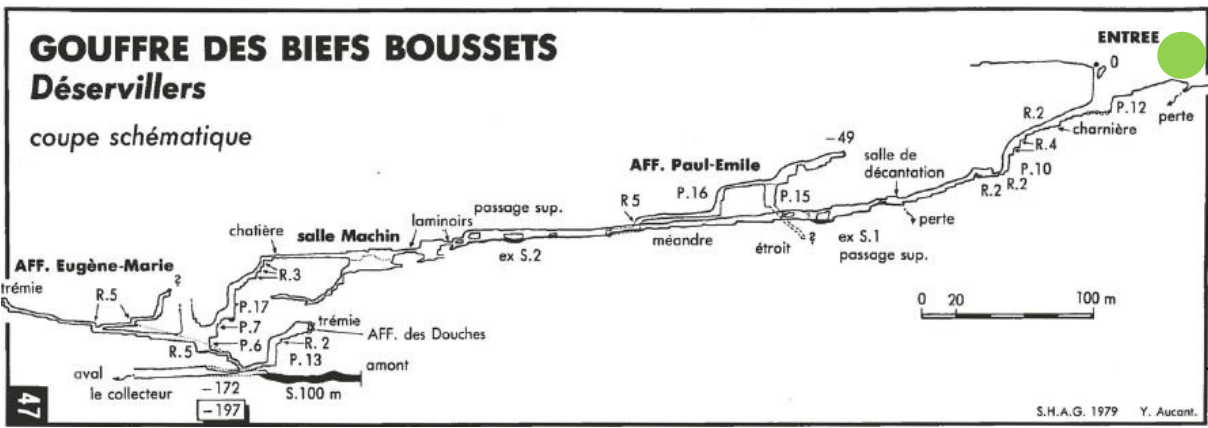 GOUFFRE DES BIEFS BOUSSETS
Déservillers
coupe schématique
ENTREE
0
P.12
perte
R.2
charnière
R.4
P.10
R.2
R.2
-49
salle de
décantation
AFF. Paul-Emile
P.16
P.15
R5
perte
méandre
étroit
?
ex S.1
passage sup.
passage sup.
laminoirs
ex S.2
chatière
salle Machin
R.3
AFF. Eugène-Marie
?
trémie
R.5
P.17
P.7
P.6
R.5
trémie
AFF. des Douches
R.2
P.13
aval
amont
le collecteur
-172
S.100 m
-197
0 20 100 m
47
S.H.A.G. 1979 Y. Aucant.